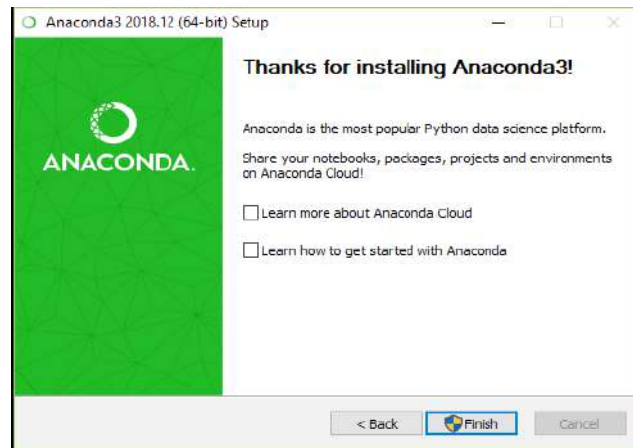 Anaconda3 2018.12 (64-bit) Setup
Thanks for installing Anaconda3!
Anaconda is the most popular Python data science platform.
Share your notebooks, packages, projects and environments
on Anaconda Cloud!
ANACONDA.
Learn more about Anaconda Cloud
Learn how to get started with Anaconda
< Back
Finish
Cancel